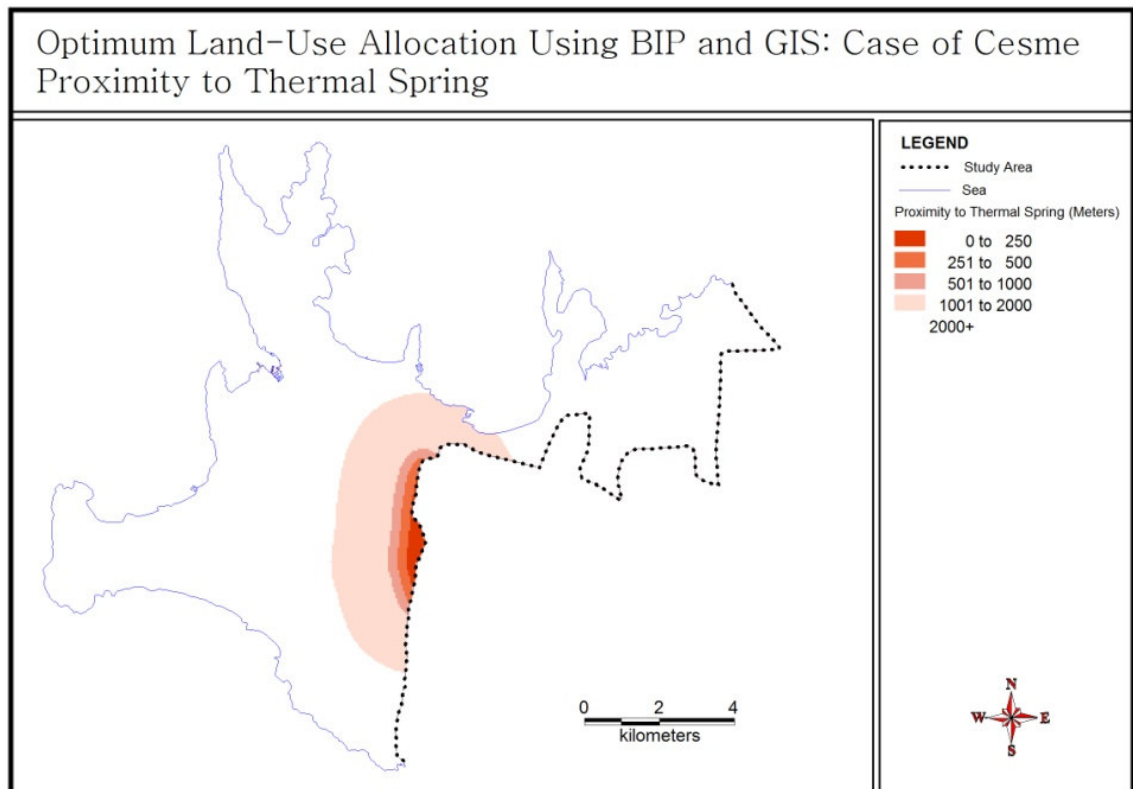 Optimum Land-Use Allocation Using BIP and GIS: Case of Cesme
Proximity to Thermal Spring
LEGEND
Study Area
Sea
Proximity to Thermal Spring (Meters)
0 to 250
251 to 500
501 to 1000
1001 to 2000
2000+
0 2 4
kilometers
N
W E
S